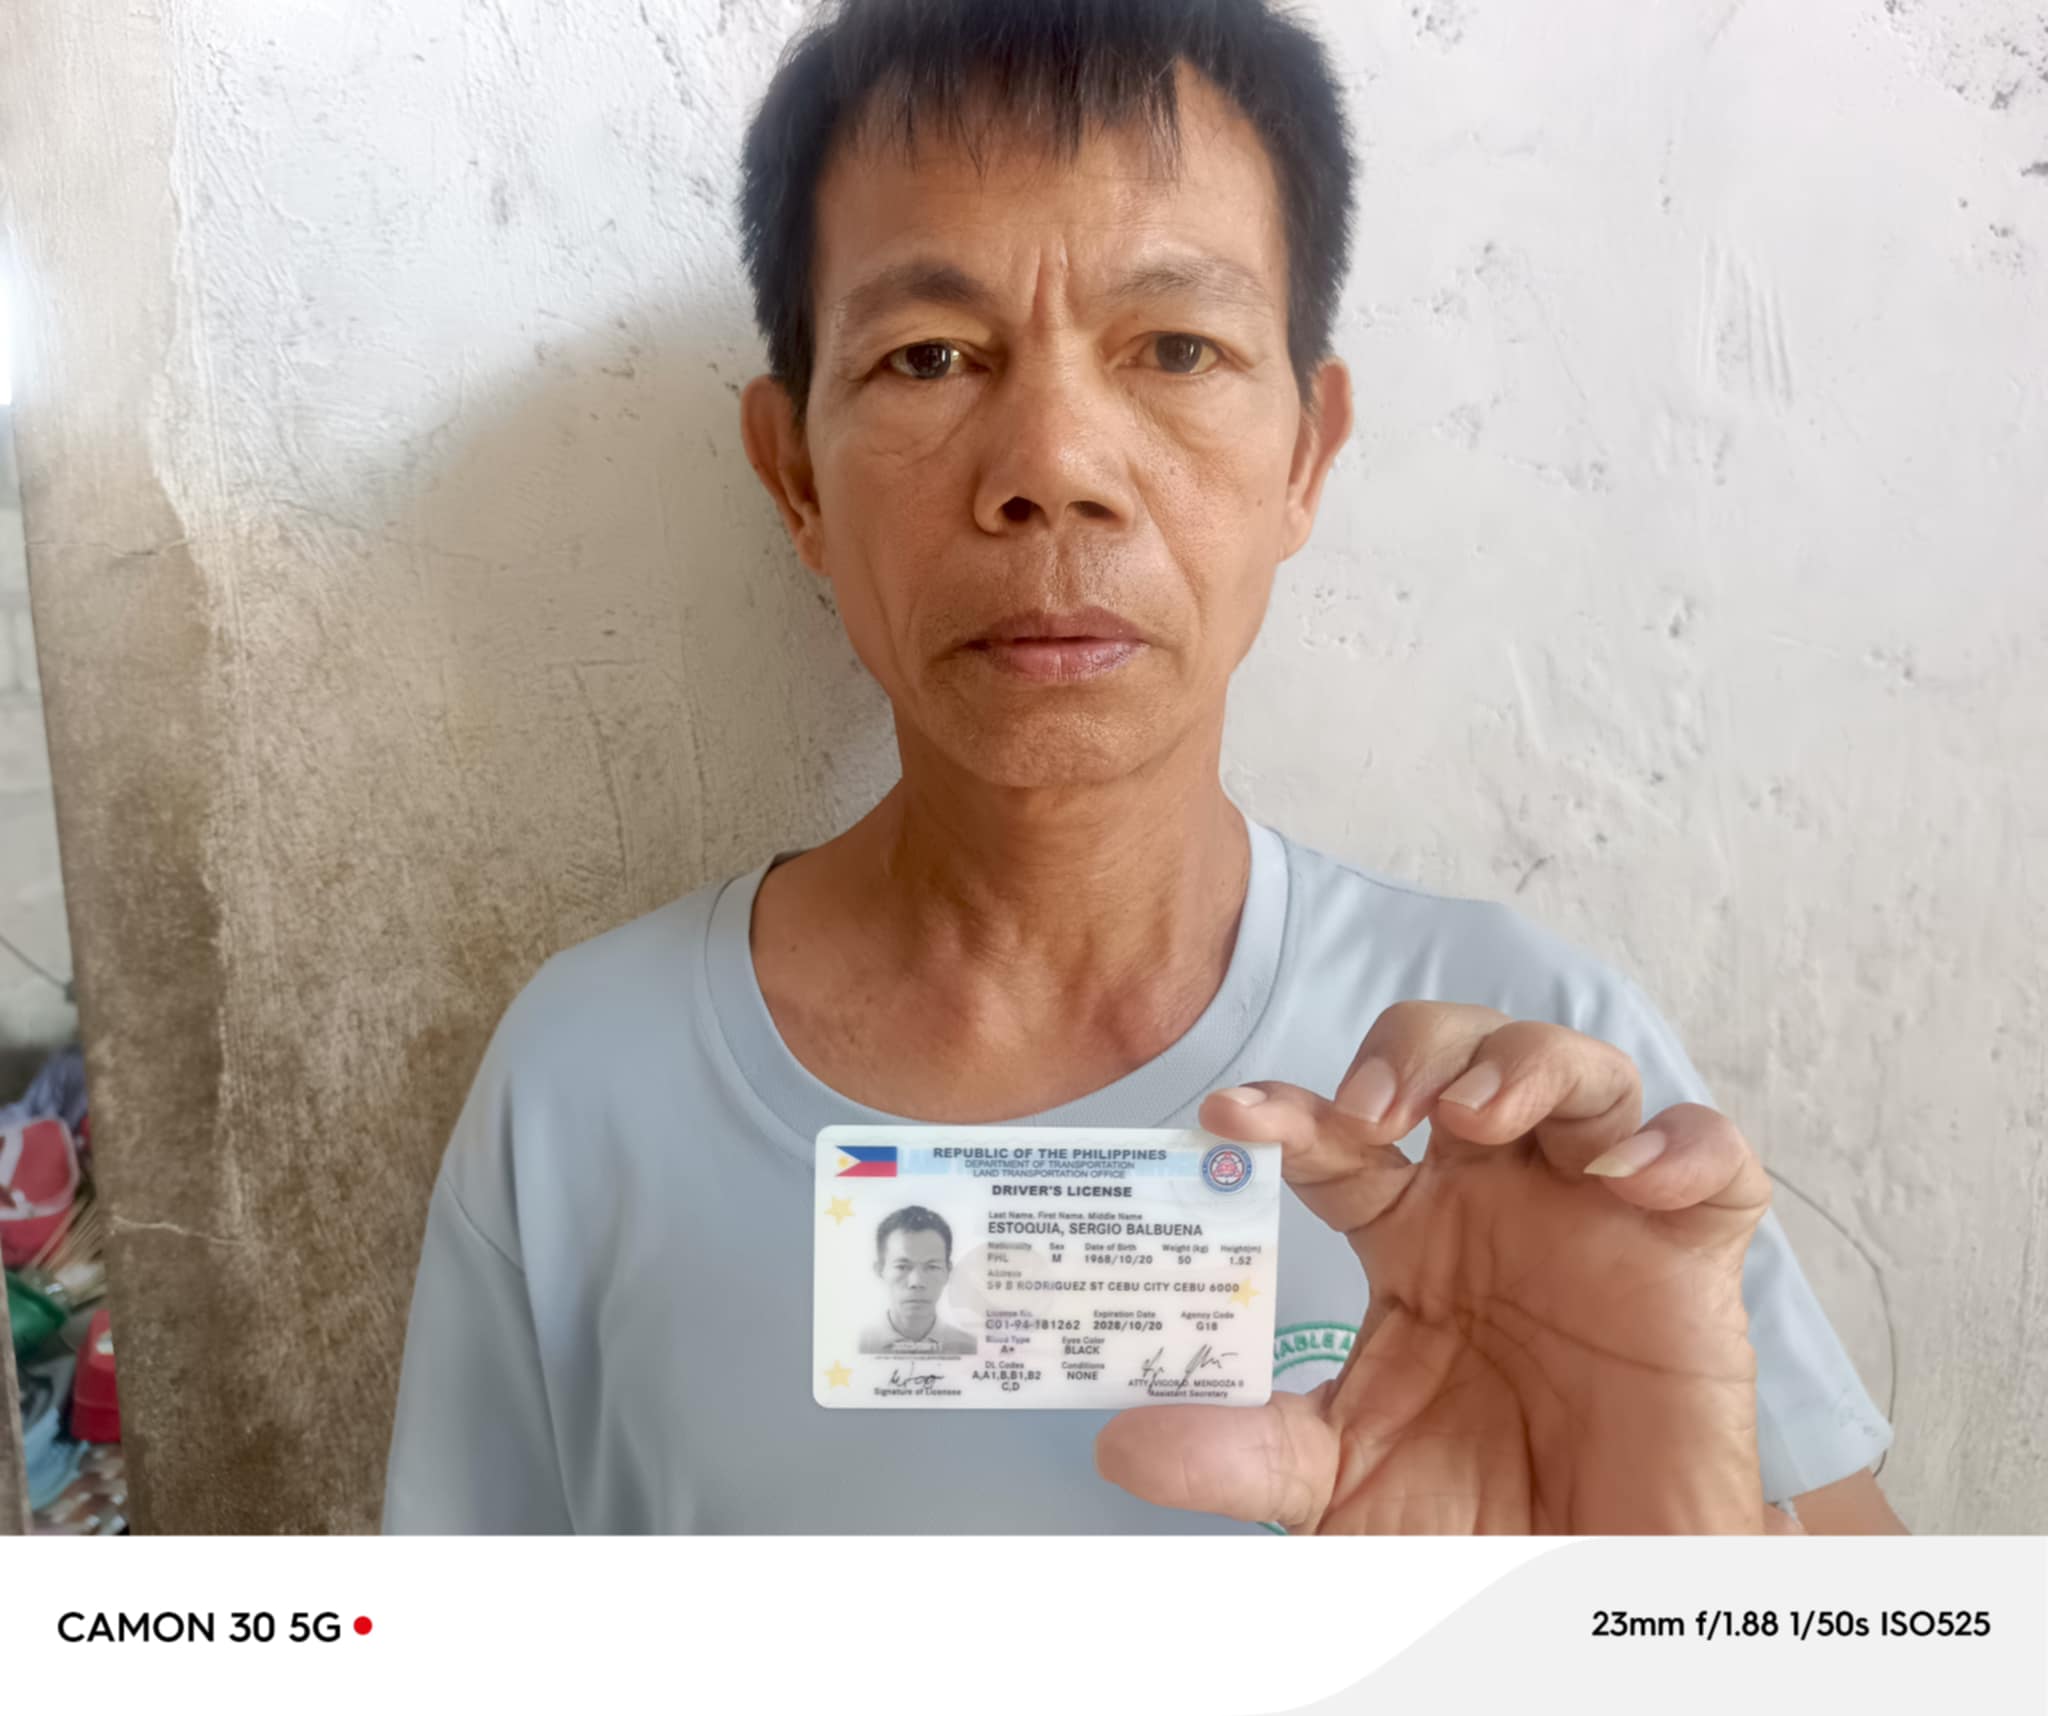 REPUBLIC OF THE PHILIPPINES
DEPARTMENT OF TRANSPORTATION
LAND TRANSPORTATION OFFICE
DRIVER'S LICENSE
Last Name, First Name, Middle Name
ESTOQUIA, SERGIO BALBUENA
Nationality Sex Date of Birth Weight (kg) Height(m)
PHL M 1968/10/20 50 1.52
Address
59 B RODRIGUEZ ST CEBU CITY CEBU 6000
License No. Expiration Date Agency Code
C01-94-181262 2028/10/20 G18
Blood Type Eyes Color
A+ BLACK
DL Codes Conditions
A,A1,B,B1,B2 NONE
C,D
Signature of Licensee
ATTY. VIGOR D. MENDOZA II
Assistant Secretary
CAMON 30 5G
23mm f/1.88 1/50s ISO525